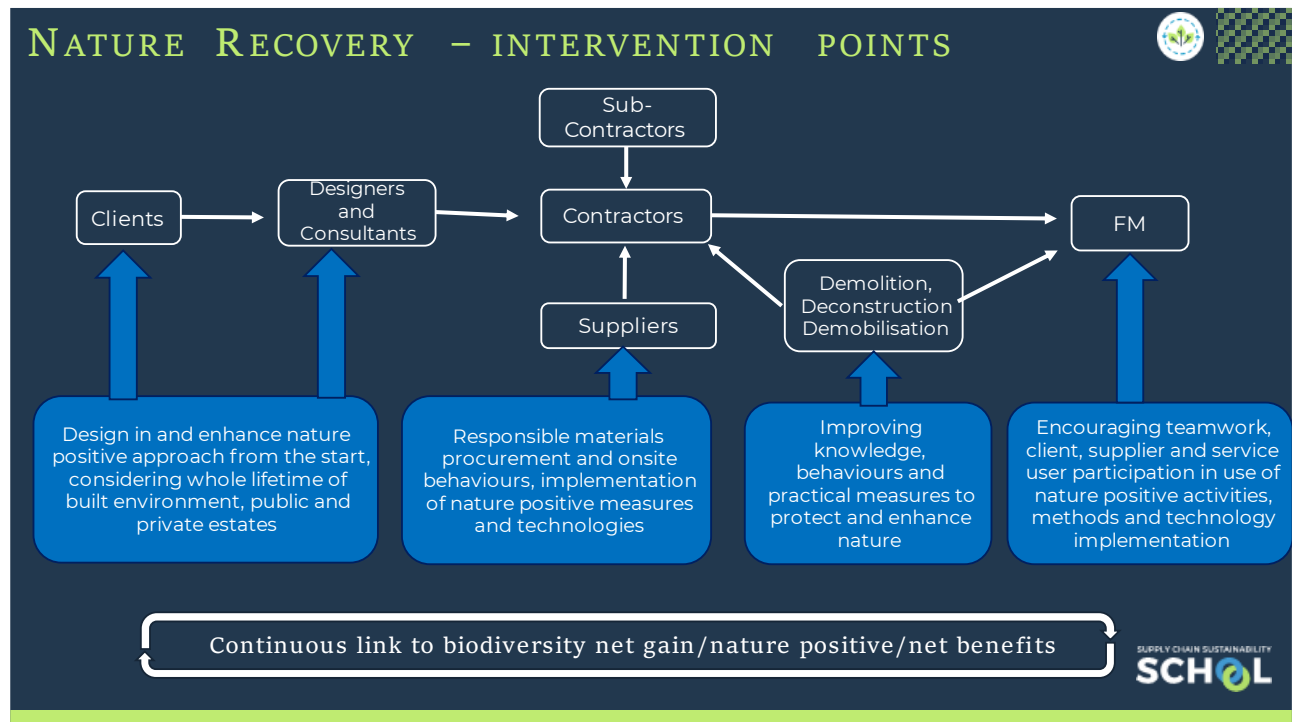 NATURE RECOVERY – INTERVENTION POINTS
Sub-
Contractors
Clients
Designers
and
Consultants
Contractors
FM
Suppliers
Demolition,
Deconstruction
Demobilisation
Design in and enhance nature
positive approach from the start,
considering whole lifetime of
built environment, public and
private estates
Responsible materials
procurement and onsite
behaviours, implementation
of nature positive measures
and technologies
Improving
knowledge,
behaviours and
practical measures to
protect and enhance
nature
Encouraging teamwork,
client, supplier and service
user participation in use of
nature positive activities,
methods and technology
implementation
Continuous link to biodiversity net gain/nature positive/net benefits
SUPPLY CHAIN SUSTAINABILITY
SCHOOL